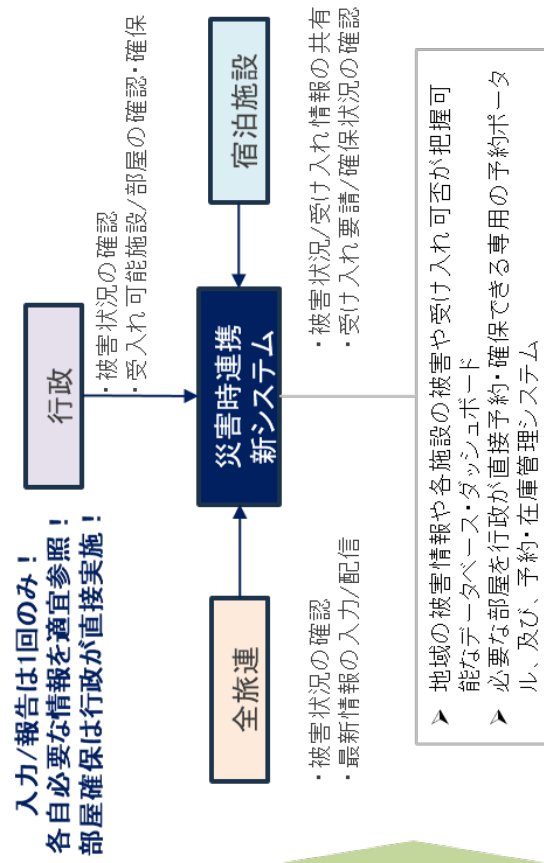 入力/報告は1回のみ！
各自必要な情報を適宜参照！
部屋確保は行政が直接実施！
行政
・被害状況の確認
・受入れ可能施設/部屋の確認・確保
全旅連
災害時連携
新システム
宿泊施設
・被害状況の確認
・最新情報の入力/配信
・被害状況/受け入れ情報の共有
・受け入れ要請/確保状況の確認
➢ 地域の被害情報や各施設の被害や受け入れ可否が把握可
能なデータベース・ダッシュボード
➢ 必要な部屋を行政が直接予約・確保できる専用の予約ポータ
ル、及び、予約・在庫管理システム